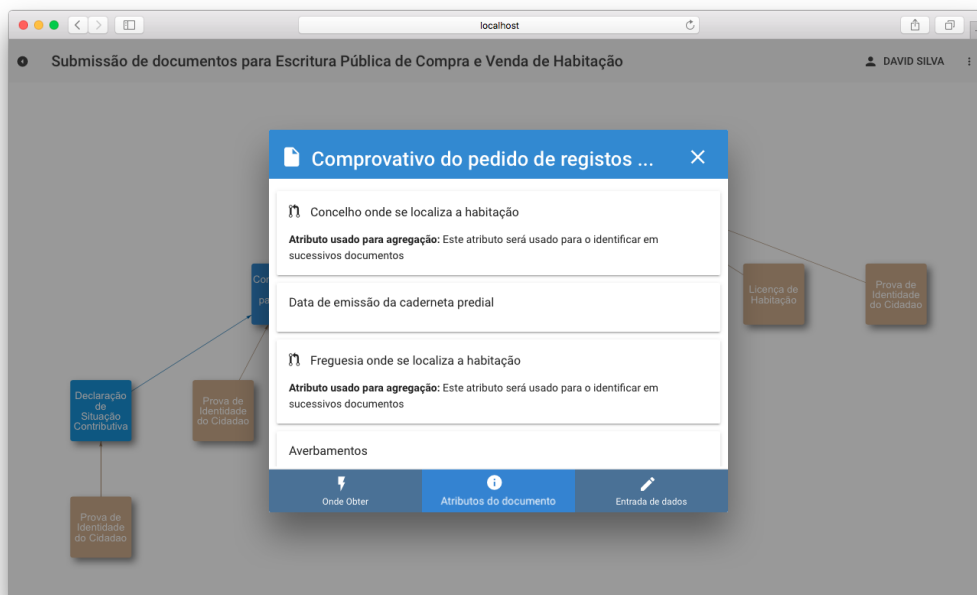 localhost
Submissão de documentos para Escritura Pública de Compra e Venda de Habitação
DAVID SILVA
Comprovativo do pedido de registos ...
Concelho onde se localiza a habitação
Atributo usado para agregação: Este atributo será usado para o identificar em
sucessivos documentos
Data de emissão da caderneta predial
Freguesia onde se localiza a habitação
Atributo usado para agregação: Este atributo será usado para o identificar em
sucessivos documentos
Averbamentos
Onde Obter
Atributos do documento
Entrada de dados
Con
pa
Licença de
Habitação
Prova de
Identidade
do Cidadao
Declaração
de
Situação
Contributiva
Prova de
Identidade
do Cidadao
Prova de
Identidade
do Cidadao